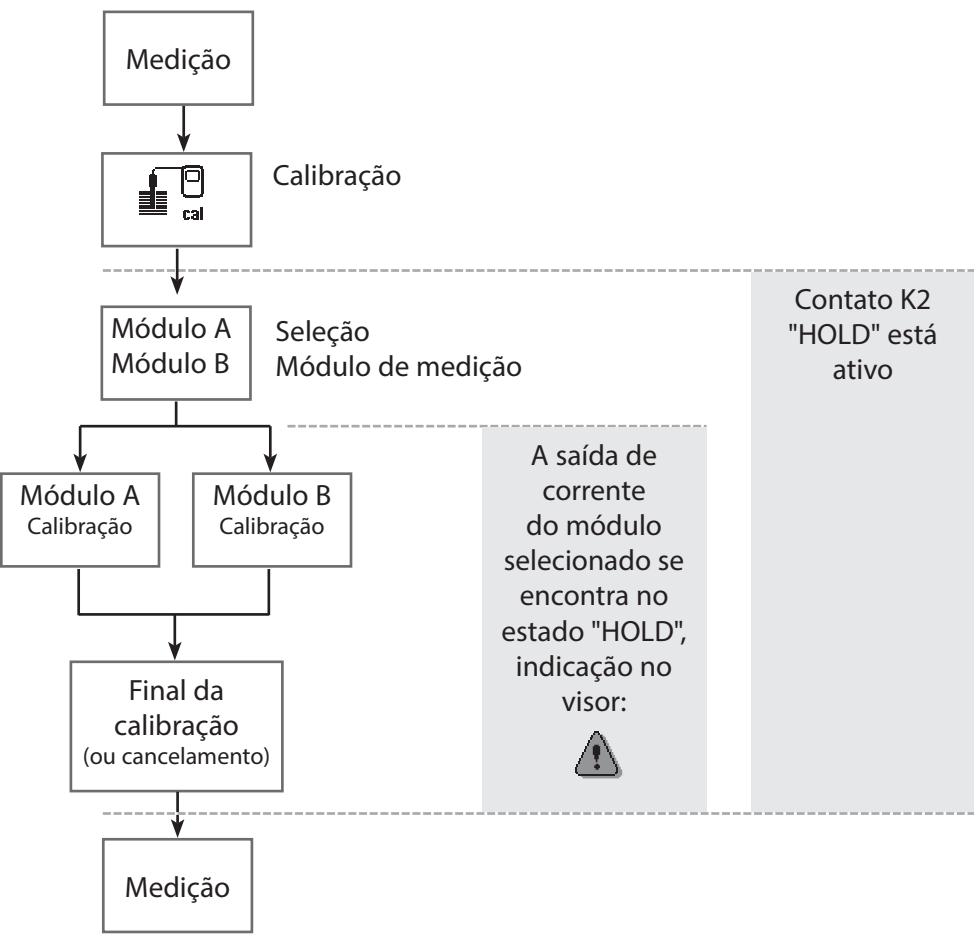 Medição
cal
Calibração
Contato K2
"HOLD" está
ativo
Módulo A
Módulo B
Seleção
Módulo de medição
Módulo A
Calibração
Módulo B
Calibração
A saída de
corrente
do módulo
selecionado se
encontra no
estado "HOLD",
indicação no
visor:
!
Final da
calibração
(ou cancelamento)
Medição